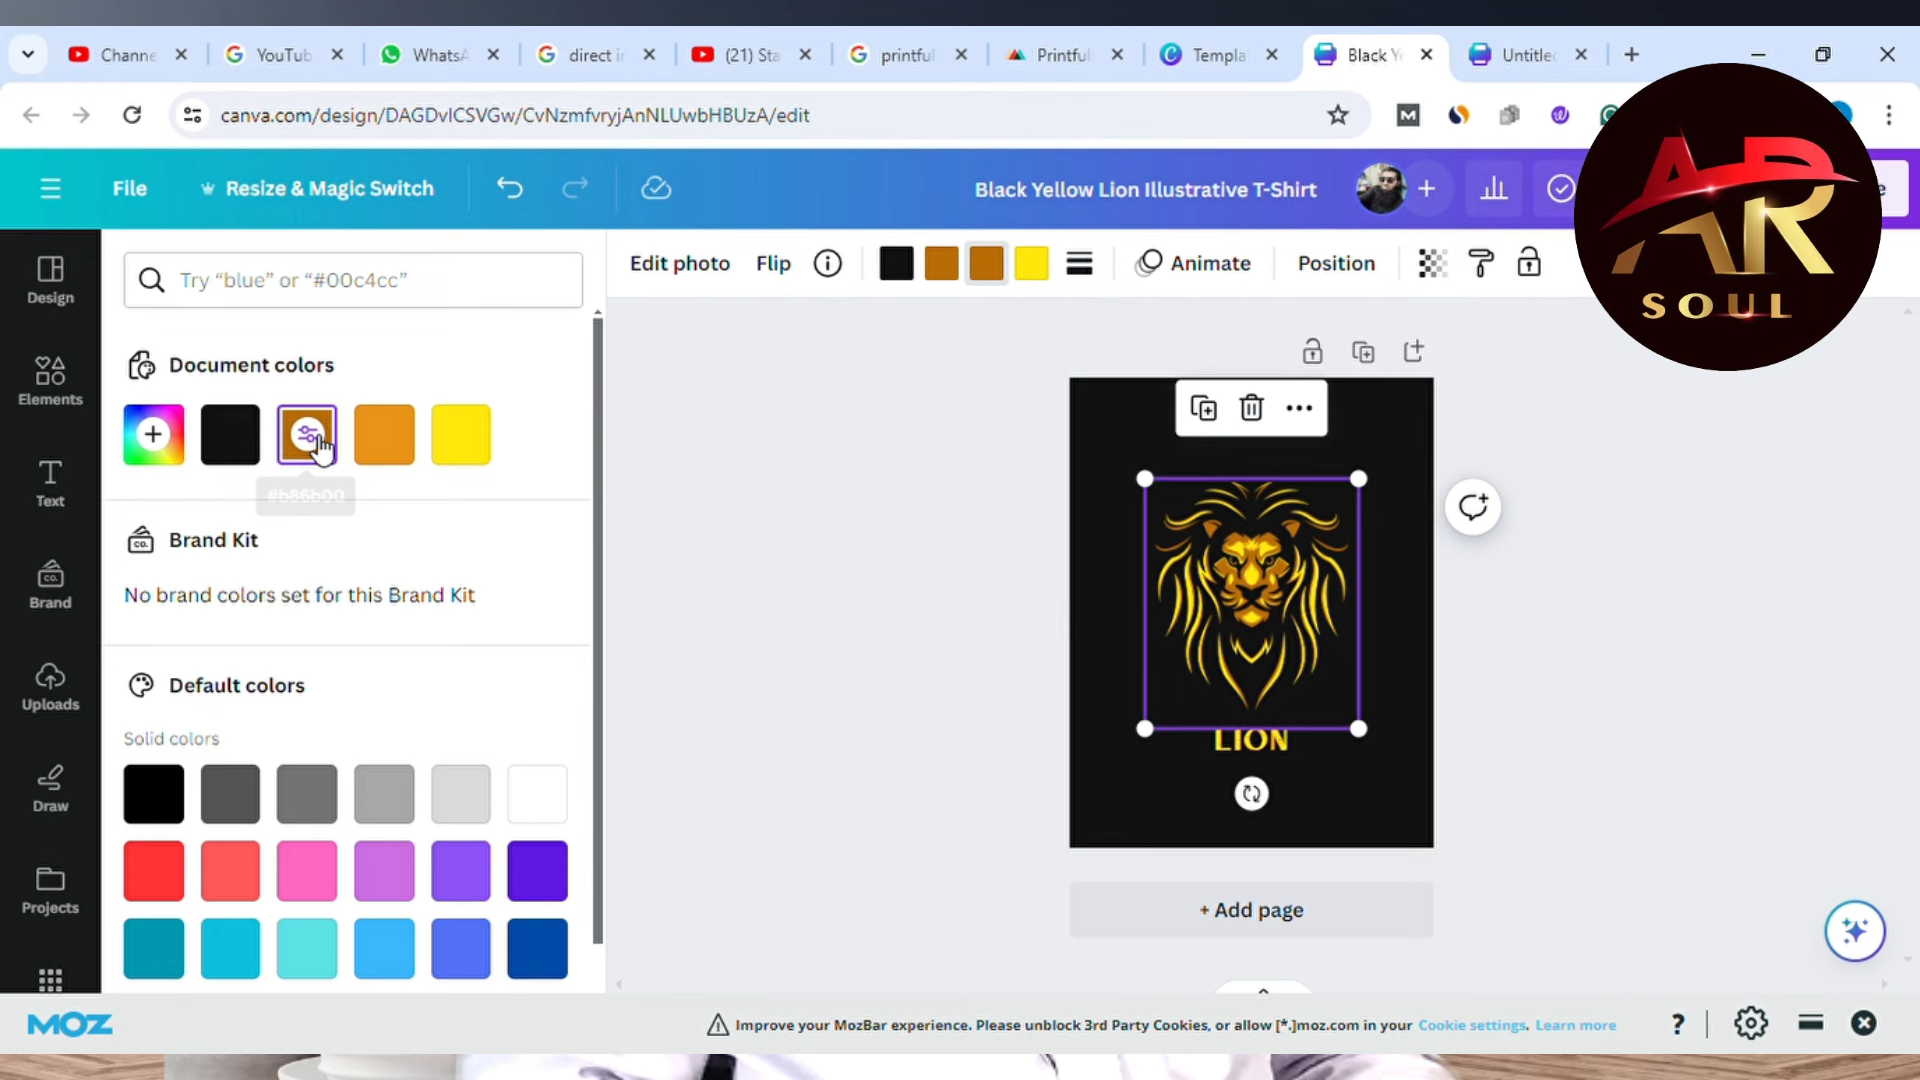 Channe
YouTub
WhatsA
direct i
(21) Sta
printful
Printful:
Templa
Black Y
Untitled
canva.com/design/DAGDvICSVGw/CvNzmfvryjAnNLUwbHBUzA/edit
M
File
Resize & Magic Switch
Black Yellow Lion Illustrative T-Shirt
AR
SOUL
Design
Elements
Text
Brand
Uploads
Draw
Projects
Try “blue” or “#00c4cc”
Document colors
#b86b00
CO.
Brand Kit
No brand colors set for this Brand Kit
Default colors
Solid colors
Edit photo
Flip
Animate
Position
LION
+ Add page
MOZ
Improve your MozBar experience. Please unblock 3rd Party Cookies, or allow [*.]moz.com in your Cookie settings. Learn more
?